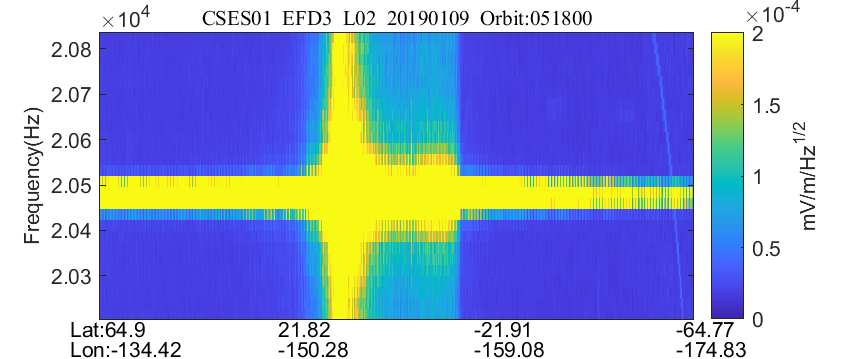 CSES01 EFD3 L02 20190109 Orbit:051800
×10⁴
×10⁻⁴
2.08
2.07
2.06
2.05
2.04
2.03
Frequency(Hz)
2
1.5
1
0.5
0
mV/m/Hz^1/2
Lat:64.9 21.82 -21.91 -64.77
Lon:-134.42 -150.28 -159.08 -174.83